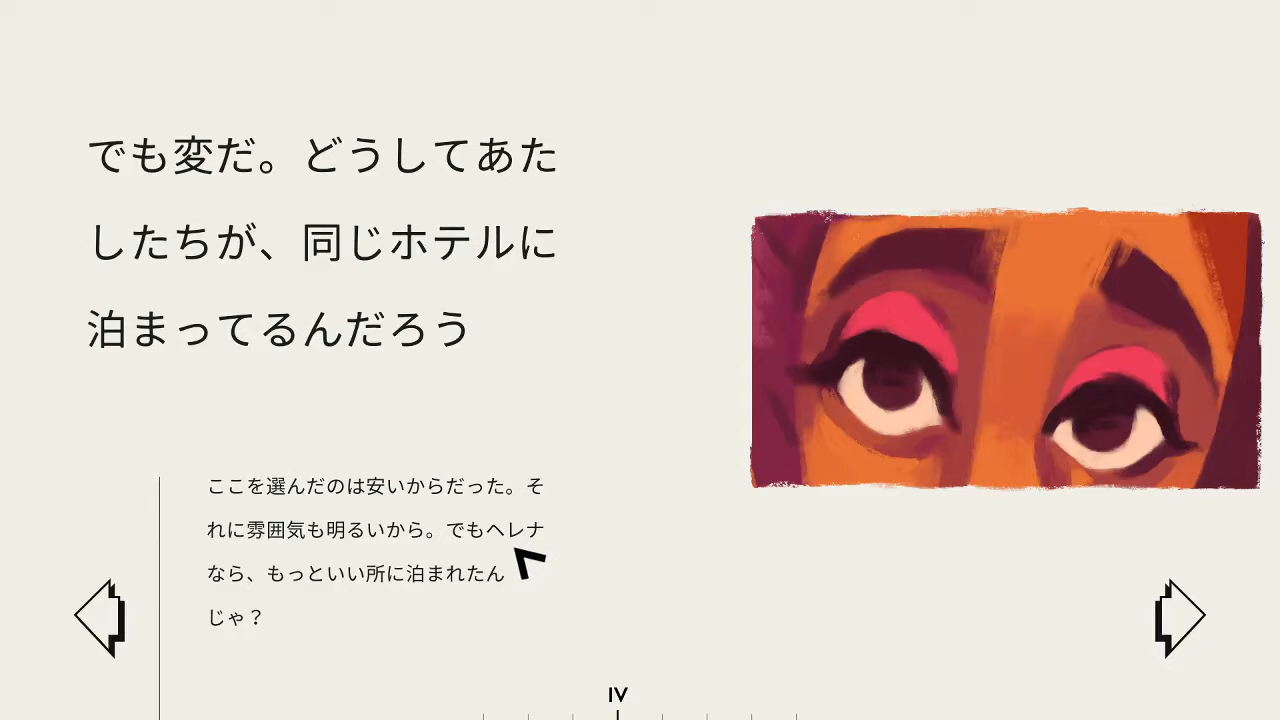 でも変だ。どうしてあた
したちが、同じホテルに
泊まってるんだろう
ここを選んだのは安いからだった。そ
れに雰囲気も明るいから。でもヘレナ
なら、もっといい所に泊まれたん
じゃ？
IV